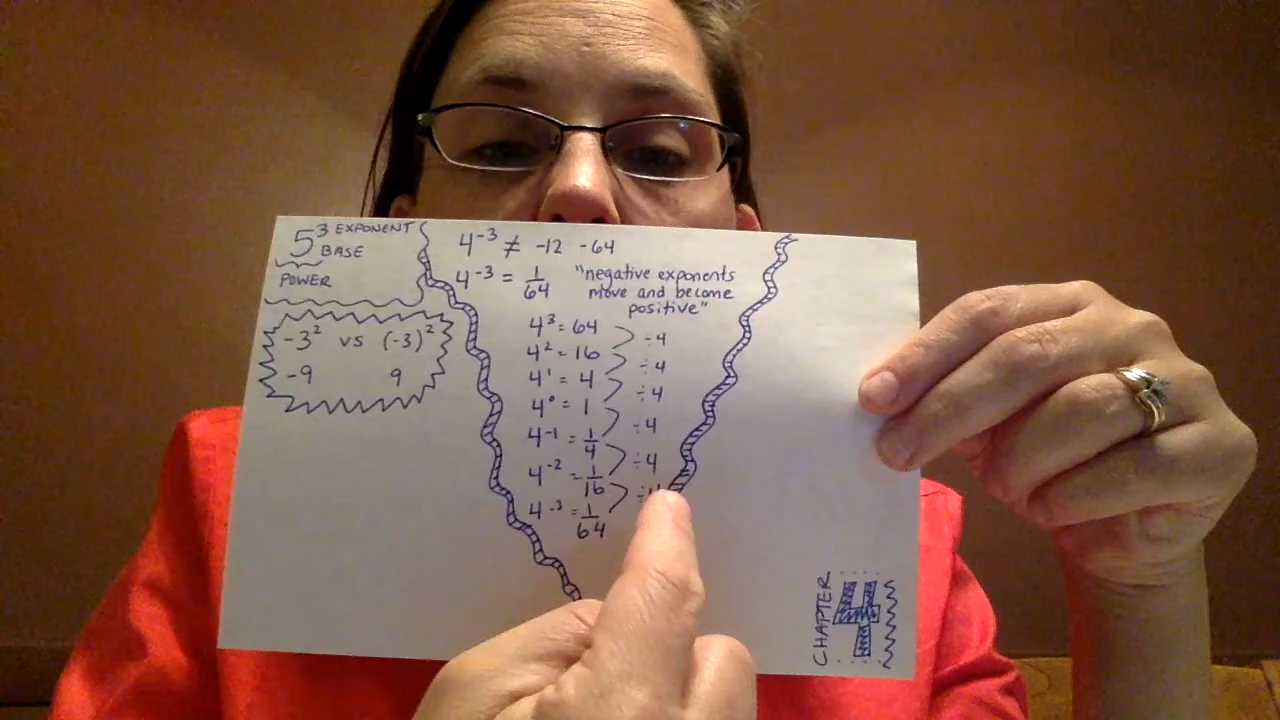 5³ EXPONENT
BASE
POWER
-3² vs (-3)²
-9 9
4⁻³ ≠ -12 -64
4⁻³ = 1/64
"negative exponents
move and become
positive"
4³ = 64 ÷4
4² = 16 ÷4
4¹ = 4 ÷4
4⁰ = 1 ÷4
4⁻¹ = 1/4 ÷4
4⁻² = 1/16 ÷4
4⁻³ = 1/64
CHAPTER
4